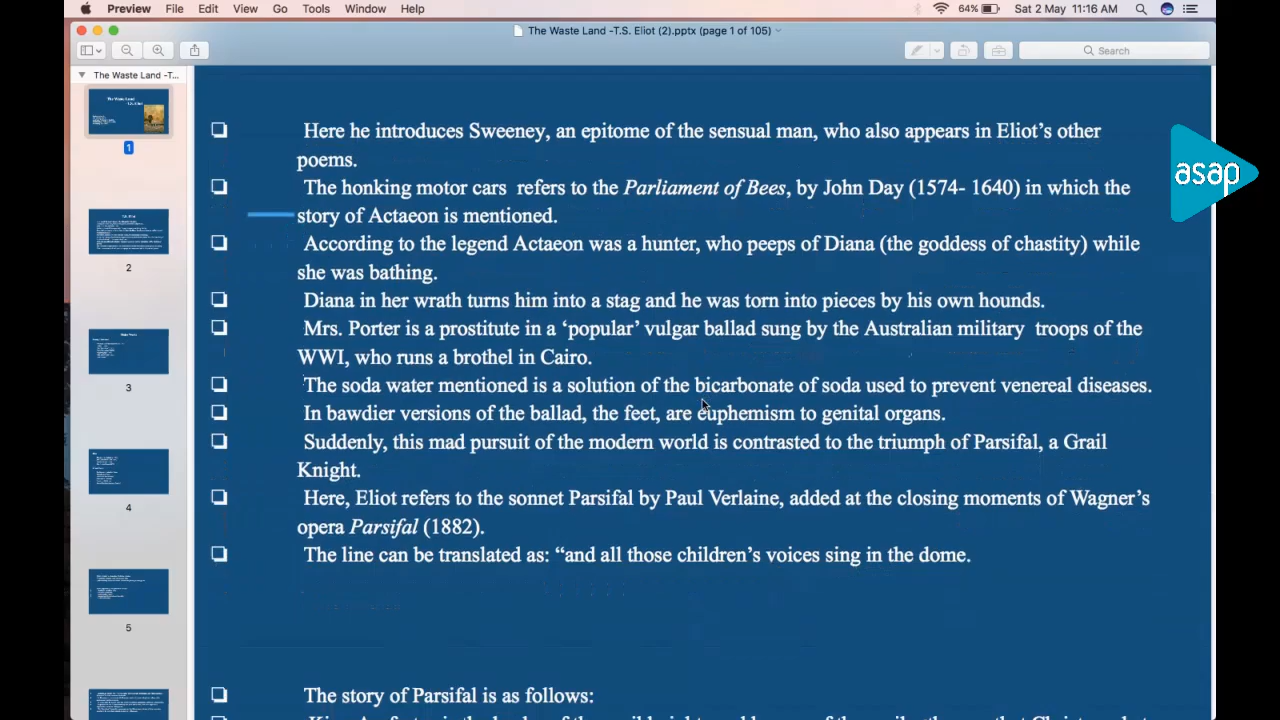 Preview File Edit View Go Tools Window Help 64% Sat 2 May 11:16 AM
The Waste Land -T.S. Eliot (2).pptx (page 1 of 105)
Search
The Waste Land -T...
1
2
3
4
5
❑ Here he introduces Sweeney, an epitome of the sensual man, who also appears in Eliot’s other
poems.
❑ The honking motor cars refers to the Parliament of Bees, by John Day (1574- 1640) in which the
story of Actaeon is mentioned.
❑ According to the legend Actaeon was a hunter, who peeps of Diana (the goddess of chastity) while
she was bathing.
❑ Diana in her wrath turns him into a stag and he was torn into pieces by his own hounds.
❑ Mrs. Porter is a prostitute in a ‘popular’ vulgar ballad sung by the Australian military troops of the
WWI, who runs a brothel in Cairo.
❑ The soda water mentioned is a solution of the bicarbonate of soda used to prevent venereal diseases.
❑ In bawdier versions of the ballad, the feet, are euphemism to genital organs.
❑ Suddenly, this mad pursuit of the modern world is contrasted to the triumph of Parsifal, a Grail
Knight.
❑ Here, Eliot refers to the sonnet Parsifal by Paul Verlaine, added at the closing moments of Wagner’s
opera Parsifal (1882).
❑ The line can be translated as: “and all those children’s voices sing in the dome.
❑ The story of Parsifal is as follows:
asap